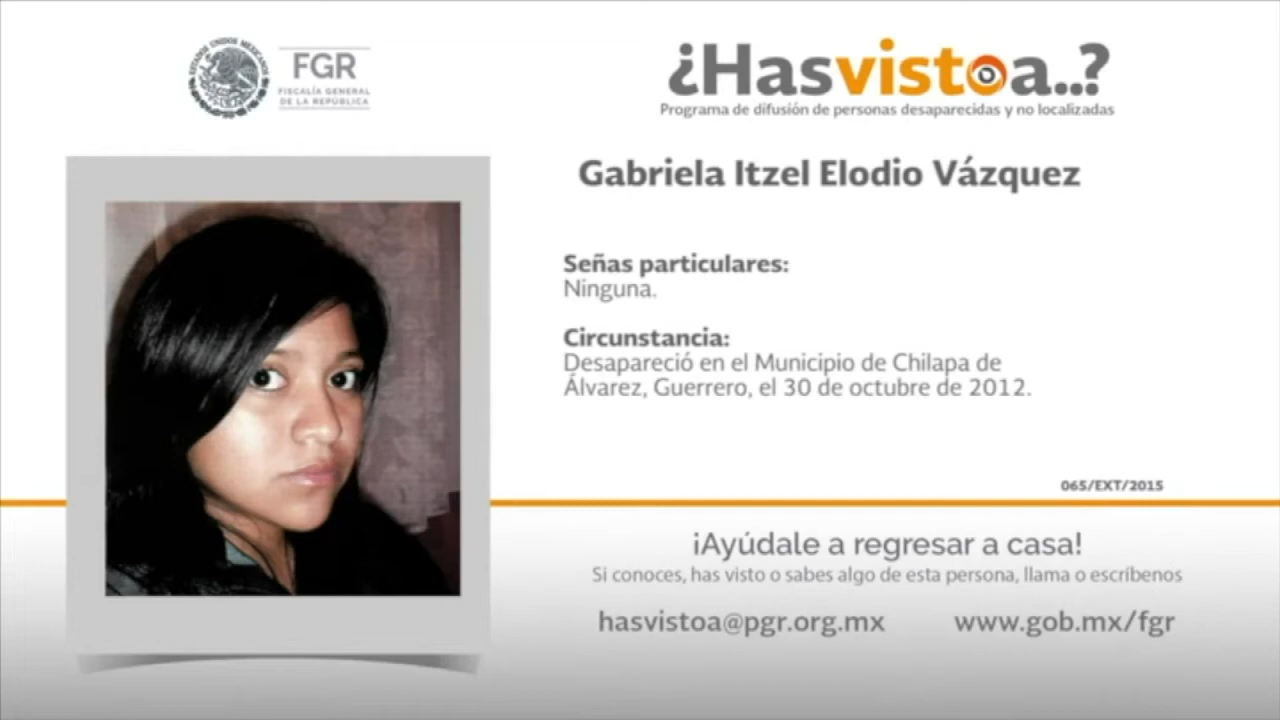 ESTADOS UNIDOS MEXICANOS
FGR
FISCALÍA GENERAL
DE LA REPÚBLICA
¿Hasvistoa..?
Programa de difusión de personas desaparecidas y no localizadas
Gabriela Itzel Elodio Vázquez
Señas particulares:
Ninguna.
Circunstancia:
Desapareció en el Municipio de Chilapa de
Álvarez, Guerrero, el 30 de octubre de 2012.
065/EXT/2015
¡Ayúdale a regresar a casa!
Si conoces, has visto o sabes algo de esta persona, llama o escríbenos
hasvistoa@pgr.org.mx www.gob.mx/fgr